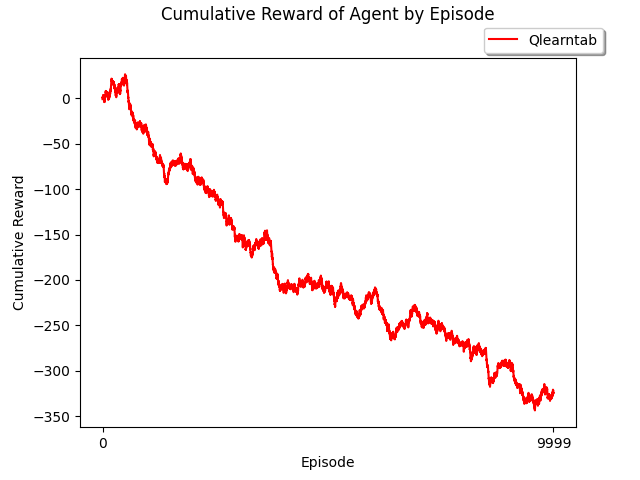 Cumulative Reward of Agent by Episode
Qlearntab
0
−50
−100
−150
−200
−250
−300
−350
Cumulative Reward
0
9999
Episode